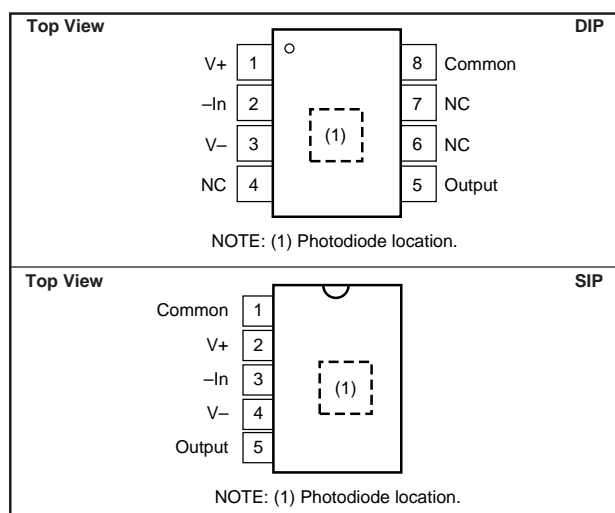 Top View DIP
V+ 1 8 Common
–In 2 7 NC
(1)
V– 3 6 NC
NC 4 5 Output
NOTE: (1) Photodiode location.
Top View SIP
Common 1
V+ 2
–In 3
(1)
V– 4
Output 5
NOTE: (1) Photodiode location.